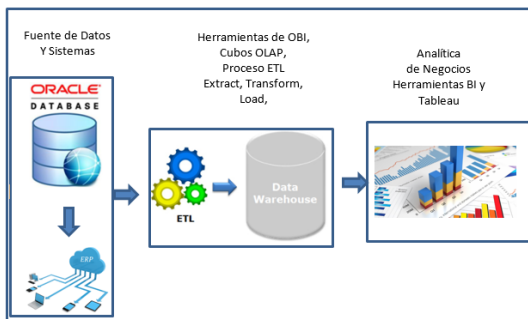 Fuente de Datos
Y Sistemas
ORACLE
DATABASE
ERP
Herramientas de OBI,
Cubos OLAP,
Proceso ETL
Extract, Transform,
Load,
ETL
Data
Warehouse
Analítica
de Negocios
Herramientas BI y
Tableau